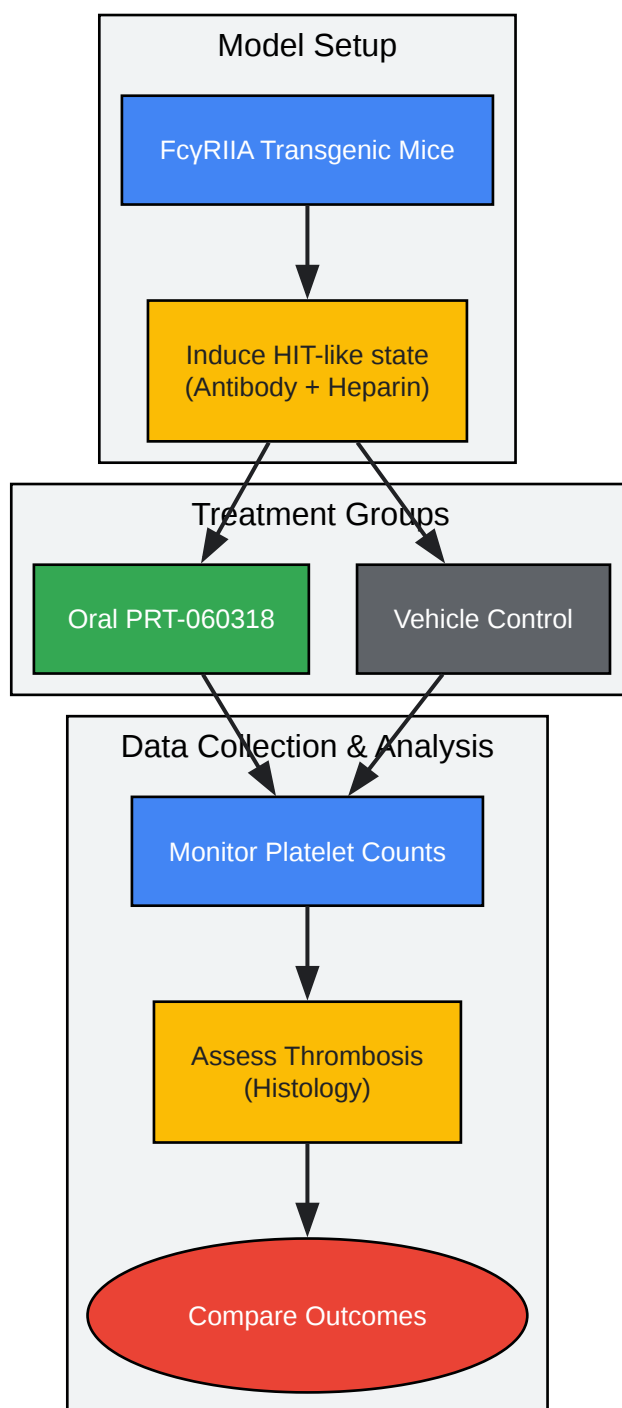 Model Setup
FcγRIIA Transgenic Mice
Induce HIT-like state
(Antibody + Heparin)
Treatment Groups
Oral PRT-060318
Vehicle Control
Data Collection & Analysis
Monitor Platelet Counts
Assess Thrombosis
(Histology)
Compare Outcomes